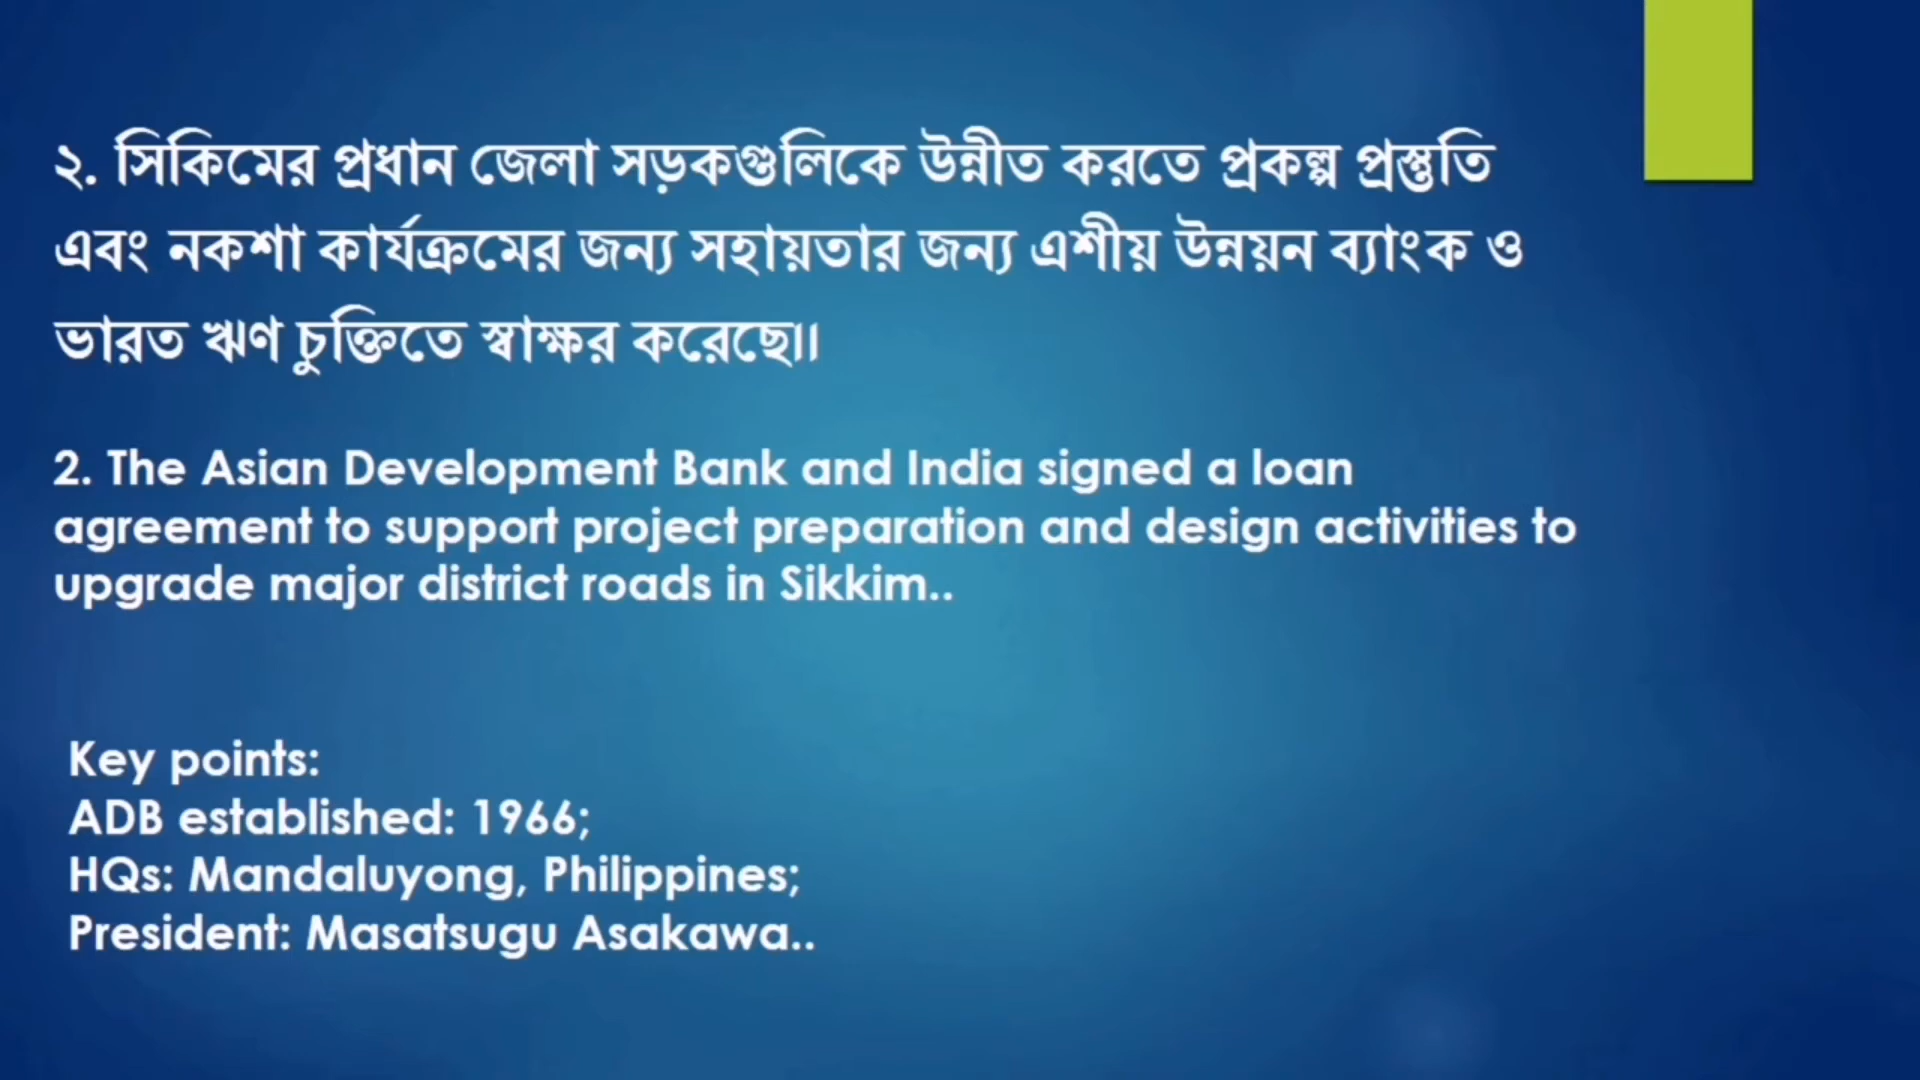 ২. সিকিমের প্রধান জেলা সড়কগুলিকে উন্নীত করতে প্রকল্প প্রস্তুতি
এবং নকশা কার্যক্রমের জন্য সহায়তার জন্য এশীয় উন্নয়ন ব্যাংক ও
ভারত ঋণ চুক্তিতে স্বাক্ষর করেছে।।
2. The Asian Development Bank and India signed a loan
agreement to support project preparation and design activities to
upgrade major district roads in Sikkim..
Key points:
ADB established: 1966;
HQs: Mandaluyong, Philippines;
President: Masatsugu Asakawa..